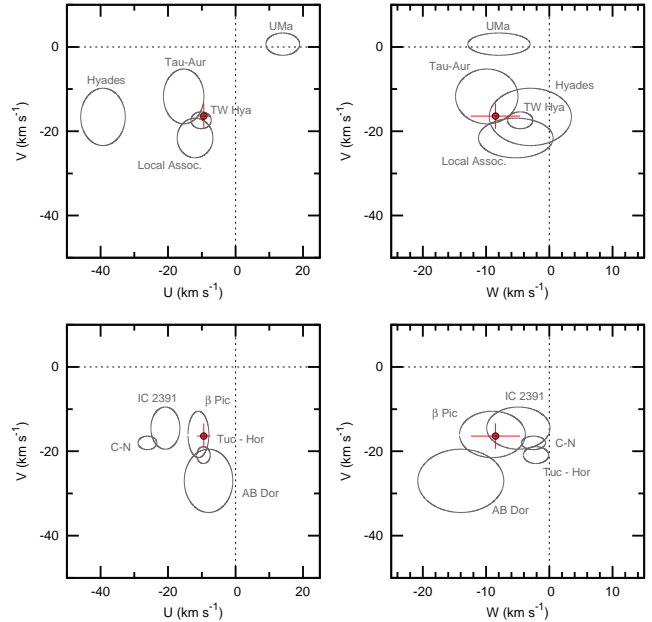 UMa
Tau-Aur
Hyades
TW Hya
Local Assoc.
0
-20
-40
V (km s⁻¹)
-40 -20 0 20
U (km s⁻¹)
UMa
Tau-Aur
Hyades
TW Hya
Local Assoc.
0
-20
-40
V (km s⁻¹)
-20 -10 0 10
W (km s⁻¹)
IC 2391
β Pic
C-N
Tuc - Hor
AB Dor
0
-20
-40
V (km s⁻¹)
-40 -20 0 20
U (km s⁻¹)
IC 2391
β Pic
C-N
Tuc - Hor
AB Dor
0
-20
-40
V (km s⁻¹)
-20 -10 0 10
W (km s⁻¹)